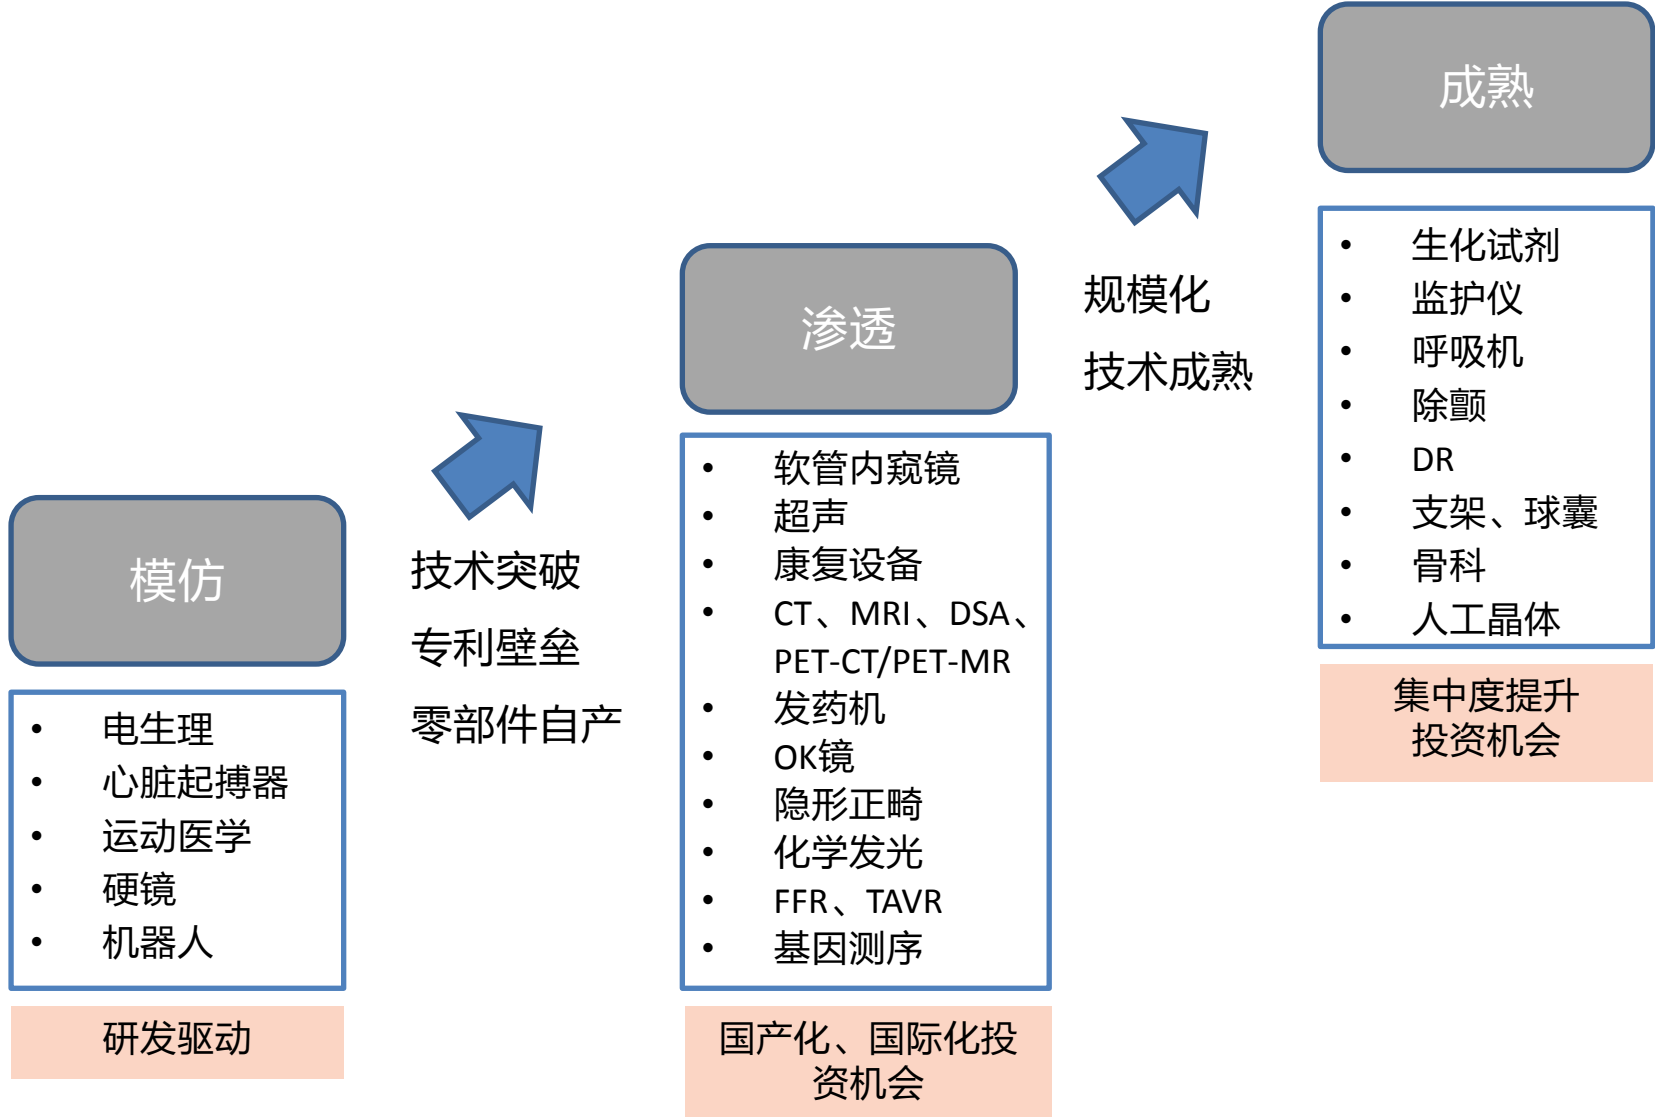 模仿
• 电生理
• 心脏起搏器
• 运动医学
• 硬镜
• 机器人
研发驱动
技术突破
专利壁垒
零部件自产
渗透
• 软管内窥镜
• 超声
• 康复设备
• CT、MRI、DSA、
PET-CT/PET-MR
• 发药机
• OK镜
• 隐形正畸
• 化学发光
• FFR、TAVR
• 基因测序
国产化、国际化投
资机会
规模化
技术成熟
成熟
• 生化试剂
• 监护仪
• 呼吸机
• 除颤
• DR
• 支架、球囊
• 骨科
• 人工晶体
集中度提升
投资机会